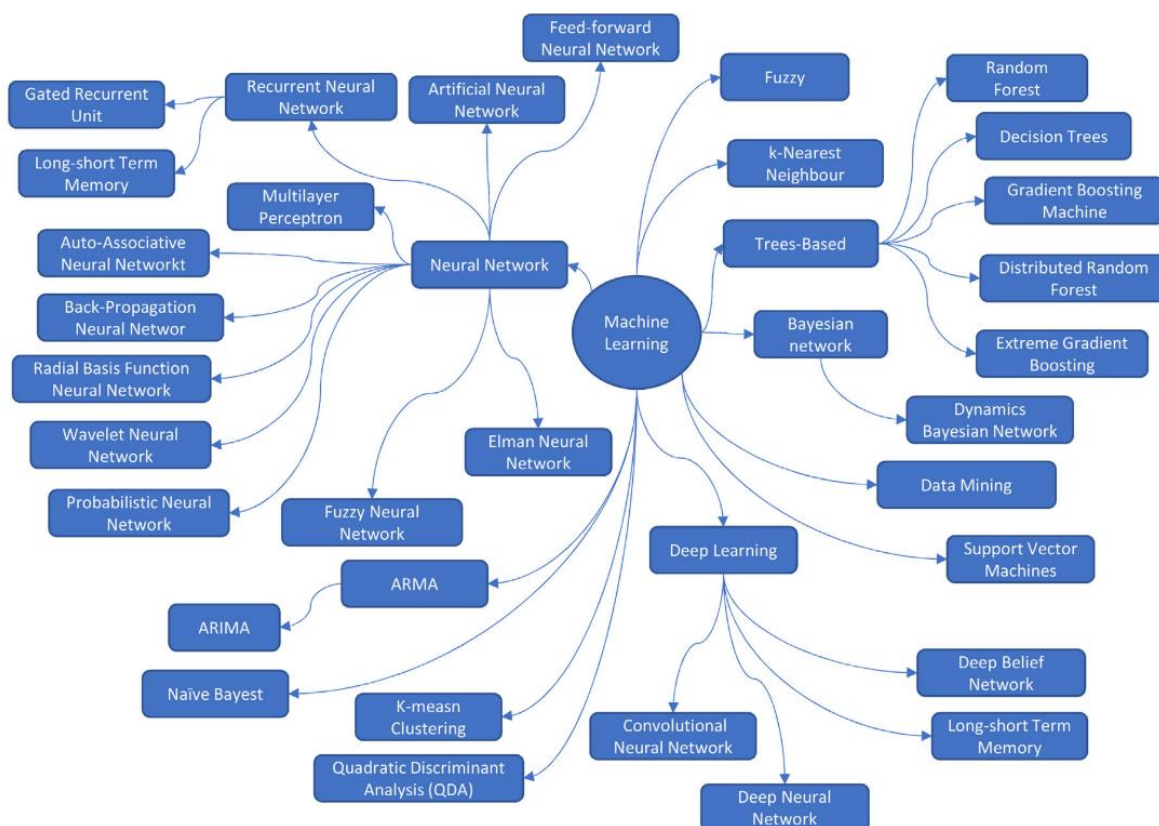 Feed-forward
Neural Network
Fuzzy
Random
Forest
Gated Recurrent
Unit
Recurrent Neural
Network
Artificial Neural
Network
Decision Trees
Long-short Term
Memory
k-Nearest
Neighbour
Multilayer
Perceptron
Gradient Boosting
Machine
Auto-Associative
Neural Networkt
Neural Network
Trees-Based
Distributed Random
Forest
Back-Propagation
Neural Networ
Machine
Learning
Bayesian
network
Extreme Gradient
Boosting
Radial Basis Function
Neural Network
Dynamics
Bayesian Network
Wavelet Neural
Network
Elman Neural
Network
Data Mining
Probabilistic Neural
Network
Fuzzy Neural
Network
Deep Learning
Support Vector
Machines
ARMA
ARIMA
Naïve Bayest
Deep Belief
Network
K-measn
Clustering
Convolutional
Neural Network
Long-short Term
Memory
Quadratic Discriminant
Analysis (QDA)
Deep Neural
Network